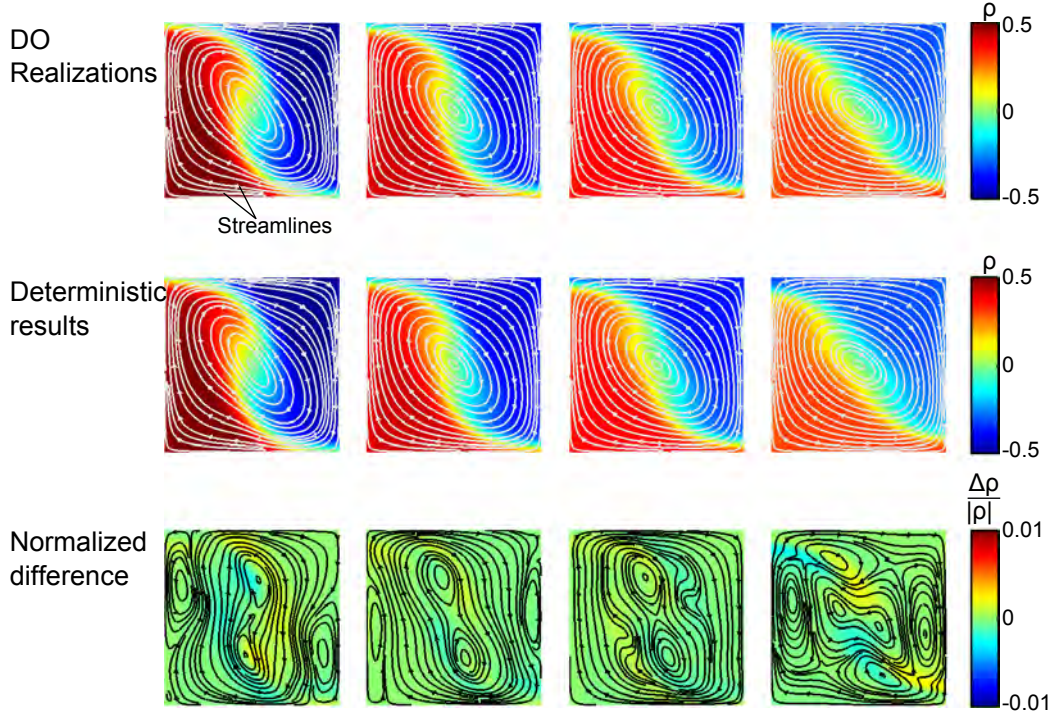 DO
Realizations
Streamlines
ρ
0.5
0
-0.5
Deterministic
results
ρ
0.5
0
-0.5
Normalized
difference
Δρ
|ρ|
0.01
0
-0.01